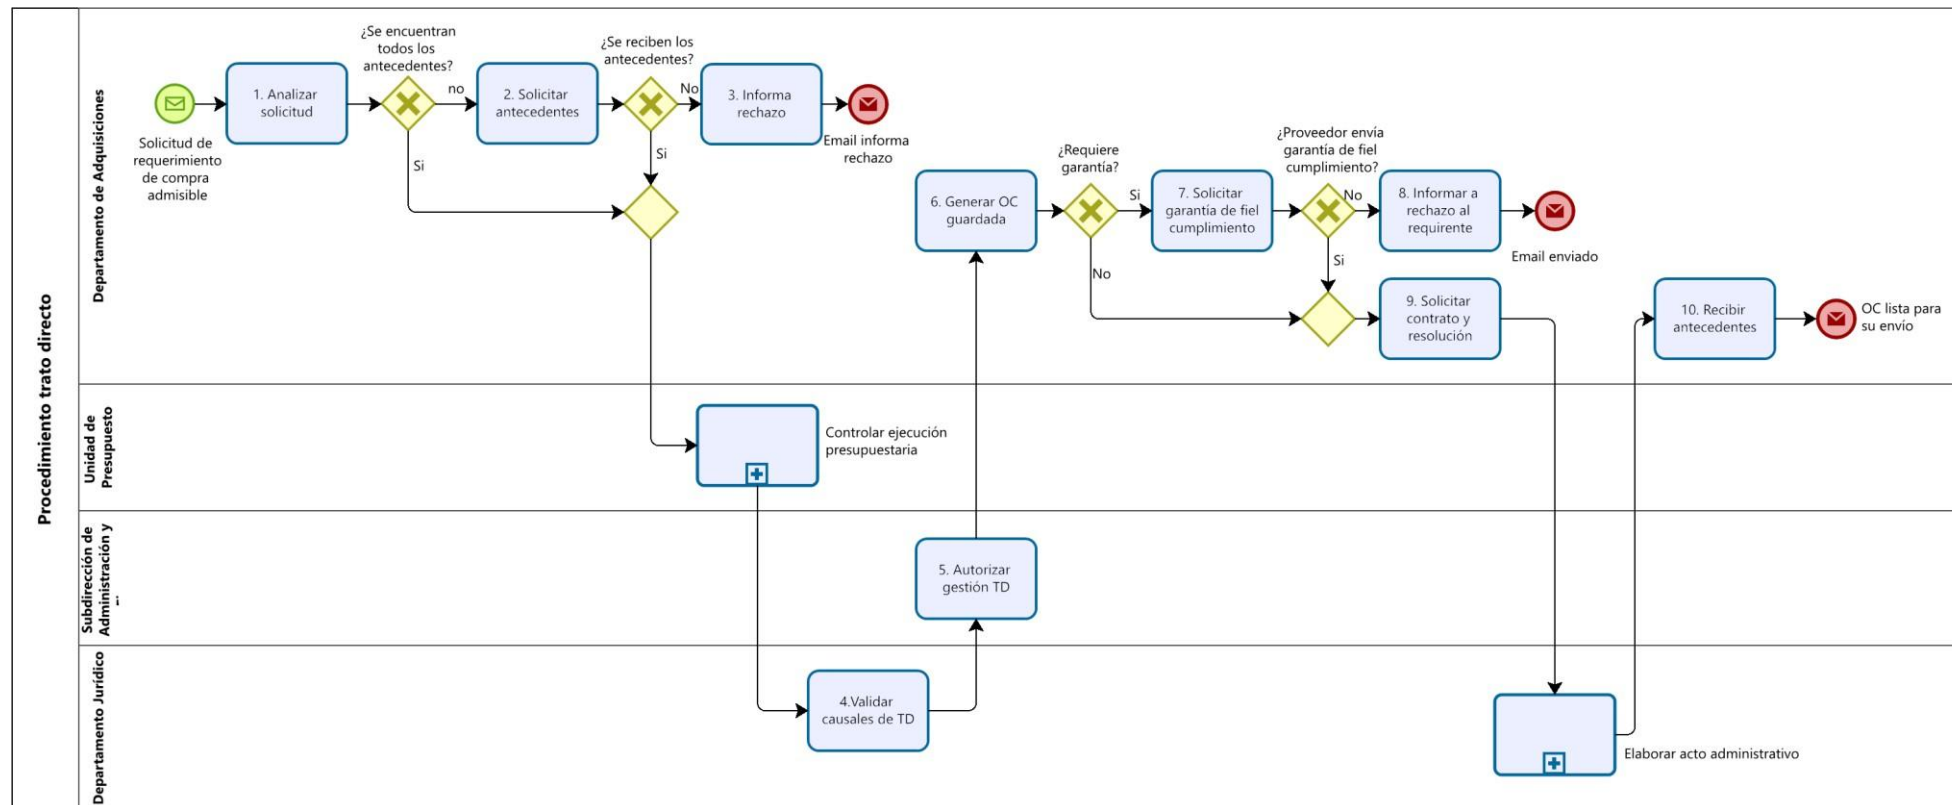 Procedimiento trato directo
Departamento de Adquisiciones
Solicitud de
requerimiento
de compra
admisible
1. Analizar
solicitud
¿Se encuentran
todos los
antecedentes?
no
Si
2. Solicitar
antecedentes
¿Se reciben los
antecedentes?
No
Si
3. Informa
rechazo
Email informa
rechazo
6. Generar OC
guardada
¿Requiere
garantía?
Si
No
7. Solicitar
garantía de fiel
cumplimiento
¿Proveedor envía
garantía de fiel
cumplimiento?
No
Si
8. Informar a
rechazo al
requirente
Email enviado
9. Solicitar
contrato y
resolución
10. Recibir
antecedentes
OC lista para
su envío
Unidad de
Presupuesto
Controlar ejecución
presupuestaria
Subdirección de
Administración y
5. Autorizar
gestión TD
Departamento Jurídico
4.Validar
causales de TD
Elaborar acto administrativo